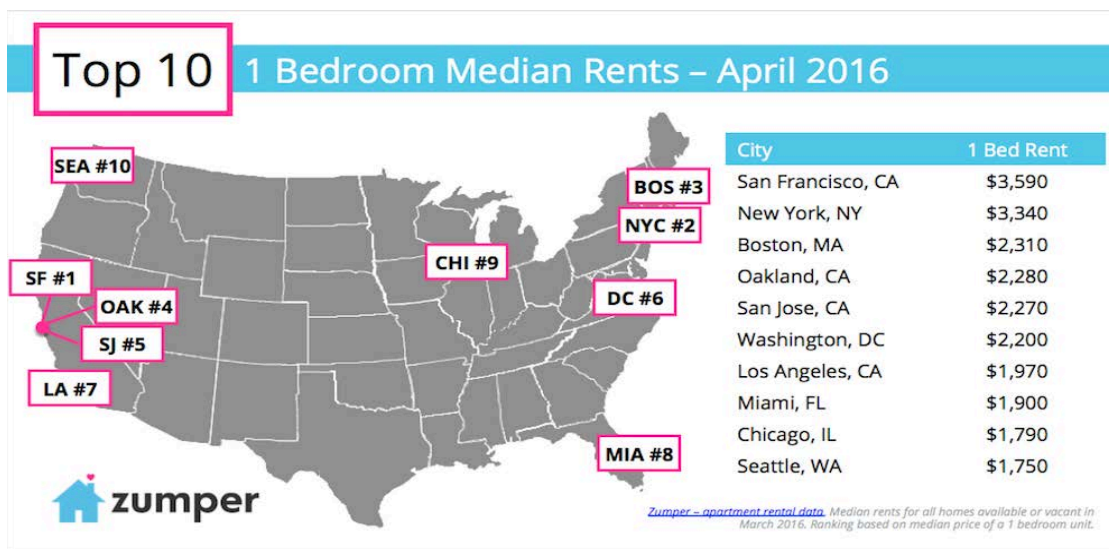 Top 10
1 Bedroom Median Rents – April 2016
SEA #10
BOS #3
NYC #2
CHI #9
SF #1
OAK #4
DC #6
SJ #5
LA #7
MIA #8
City 1 Bed Rent
San Francisco, CA $3,590
New York, NY $3,340
Boston, MA $2,310
Oakland, CA $2,280
San Jose, CA $2,270
Washington, DC $2,200
Los Angeles, CA $1,970
Miami, FL $1,900
Chicago, IL $1,790
Seattle, WA $1,750
zumper
Zumper – apartment rental data. Median rents for all homes available or vacant in
March 2016. Ranking based on median price of a 1 bedroom unit.